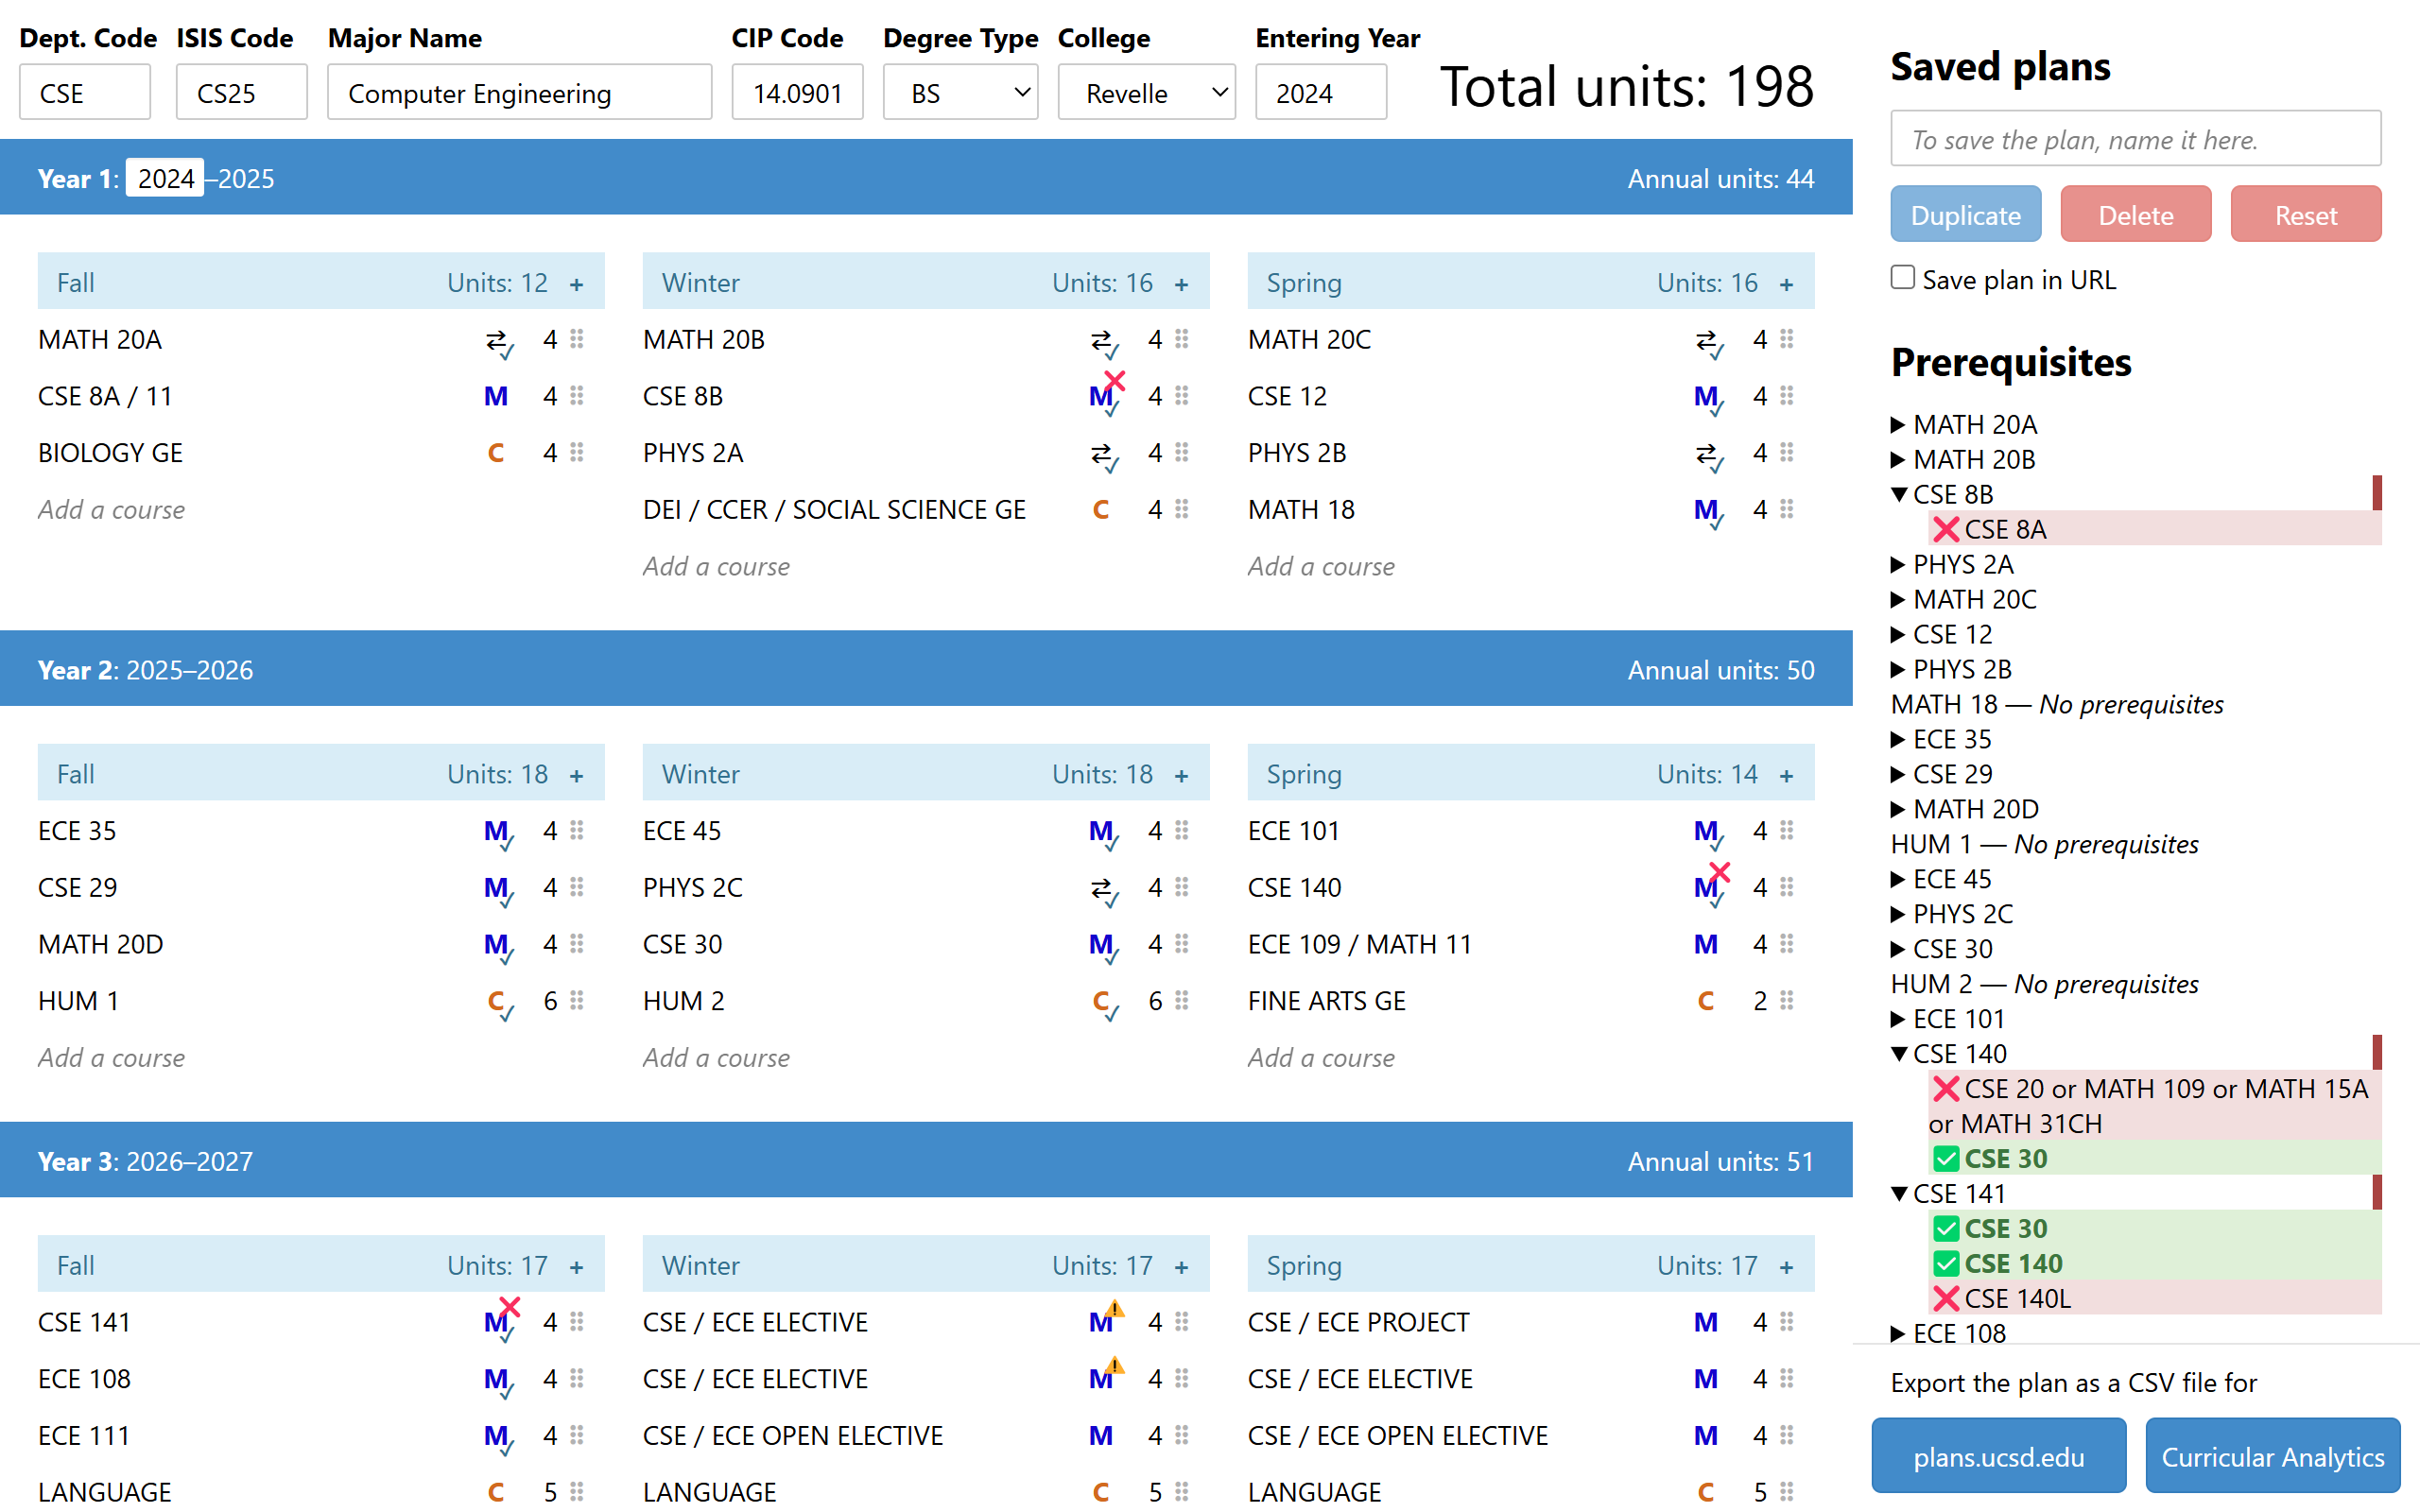 Dept. Code ISIS Code Major Name CIP Code Degree Type College Entering Year
CSE CS25 Computer Engineering 14.0901 BS Revelle 2024 Total units: 198
Year 1: 2024–2025 Annual units: 44
Fall Units: 12 + Winter Units: 16 + Spring Units: 16 +
MATH 20A ⇄✓ 4 MATH 20B ⇄✓ 4 MATH 20C ⇄✓ 4
CSE 8A / 11 M 4 CSE 8B M❌✓ 4 CSE 12 M✓ 4
BIOLOGY GE C 4 PHYS 2A ⇄✓ 4 PHYS 2B ⇄✓ 4
Add a course DEI / CCER / SOCIAL SCIENCE GE C 4 MATH 18 M✓ 4
Add a course Add a course
Year 2: 2025–2026 Annual units: 50
Fall Units: 18 + Winter Units: 18 + Spring Units: 14 +
ECE 35 M✓ 4 ECE 45 M✓ 4 ECE 101 M✓ 4
CSE 29 M✓ 4 PHYS 2C ⇄✓ 4 CSE 140 M❌✓ 4
MATH 20D M✓ 4 CSE 30 M✓ 4 ECE 109 / MATH 11 M 4
HUM 1 C✓ 6 HUM 2 C✓ 6 FINE ARTS GE C 2
Add a course Add a course Add a course
Year 3: 2026–2027 Annual units: 51
Fall Units: 17 + Winter Units: 17 + Spring Units: 17 +
CSE 141 M❌✓ 4 CSE / ECE ELECTIVE M⚠ 4 CSE / ECE PROJECT M 4
ECE 108 M✓ 4 CSE / ECE ELECTIVE M⚠ 4 CSE / ECE ELECTIVE M 4
ECE 111 M✓ 4 CSE / ECE OPEN ELECTIVE M 4 CSE / ECE OPEN ELECTIVE M 4
LANGUAGE C 5 LANGUAGE C 5 LANGUAGE C 5
Saved plans
To save the plan, name it here.
Duplicate Delete Reset
Save plan in URL
Prerequisites
▶ MATH 20A
▶ MATH 20B
▼ CSE 8B
❌ CSE 8A
▶ PHYS 2A
▶ MATH 20C
▶ CSE 12
▶ PHYS 2B
MATH 18 — No prerequisites
▶ ECE 35
▶ CSE 29
▶ MATH 20D
HUM 1 — No prerequisites
▶ ECE 45
▶ PHYS 2C
▶ CSE 30
HUM 2 — No prerequisites
▶ ECE 101
▼ CSE 140
❌ CSE 20 or MATH 109 or MATH 15A
or MATH 31CH
✅ CSE 30
▼ CSE 141
✅ CSE 30
✅ CSE 140
❌ CSE 140L
▶ ECE 108
Export the plan as a CSV file for
plans.ucsd.edu Curricular Analytics